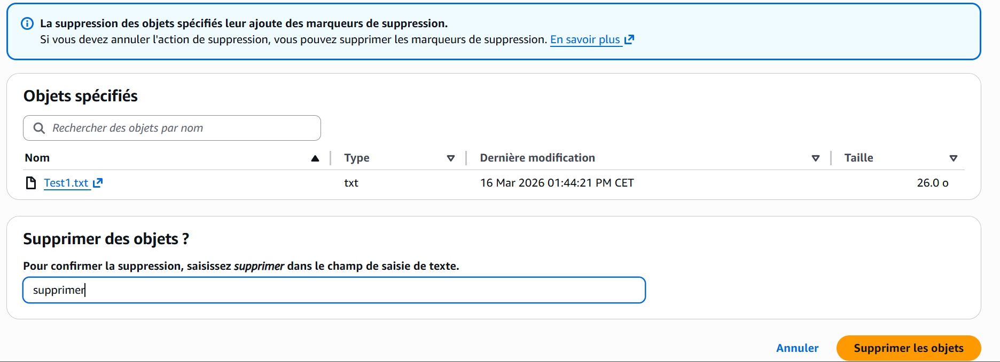 La suppression des objets spécifiés leur ajoute des marqueurs de suppression.
Si vous devez annuler l'action de suppression, vous pouvez supprimer les marqueurs de suppression. En savoir plus
Objets spécifiés
Rechercher des objets par nom
Nom Type Dernière modification Taille
Test1.txt txt 16 Mar 2026 01:44:21 PM CET 26.0 o
Supprimer des objets ?
Pour confirmer la suppression, saisissez supprimer dans le champ de saisie de texte.
supprimer
Annuler Supprimer les objets